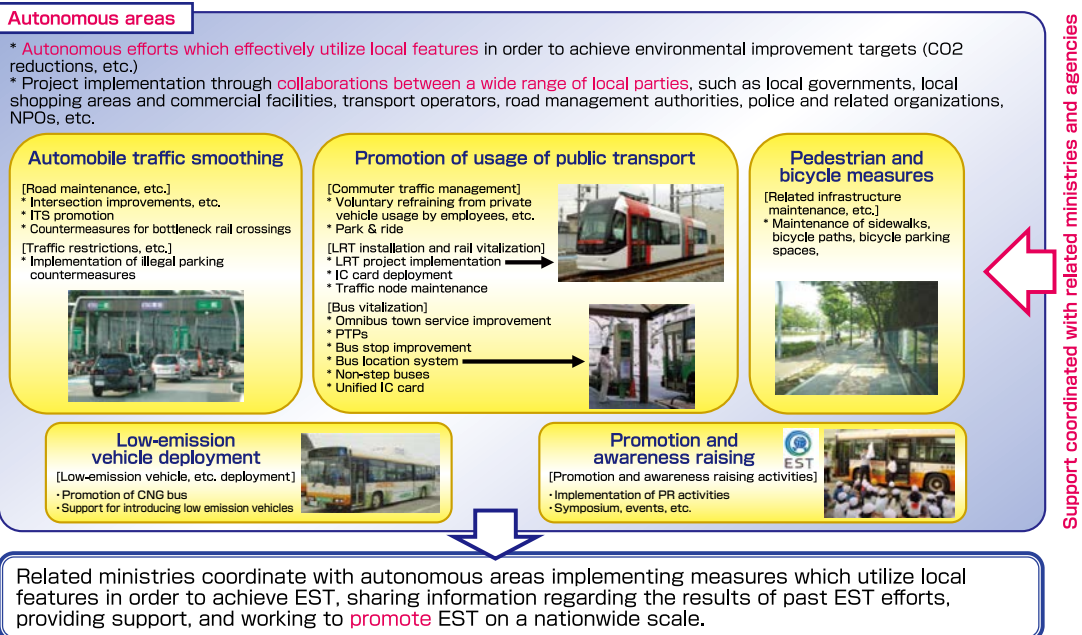 Autonomous areas
* Autonomous efforts which effectively utilize local features in order to achieve environmental improvement targets (CO2
reductions, etc.)
* Project implementation through collaborations between a wide range of local parties, such as local governments, local
shopping areas and commercial facilities, transport operators, road management authorities, police and related organizations,
NPOs, etc.
Automobile traffic smoothing
[Road maintenance, etc.]
* Intersection improvements, etc.
* ITS promotion
* Countermeasures for bottleneck rail crossings
[Traffic restrictions, etc.]
* Implementation of illegal parking
countermeasures
Promotion of usage of public transport
[Commuter traffic management]
* Voluntary refraining from private
vehicle usage by employees, etc.
* Park & ride
[LRT installation and rail vitalization]
* LRT project implementation
* IC card deployment
* Traffic node maintenance
[Bus vitalization]
* Omnibus town service improvement
* PTPs
* Bus stop improvement
* Bus location system
* Non-step buses
* Unified IC card
Pedestrian and
bicycle measures
[Related infrastructure
maintenance, etc.]
* Maintenance of sidewalks,
bicycle paths, bicycle parking
spaces,
Low-emission
vehicle deployment
[Low-emission vehicle, etc. deployment]
・Promotion of CNG bus
・Support for introducing low emission vehicles
Promotion and
awareness raising
EST
[Promotion and awareness raising activities]
・Implementation of PR activities
・Symposium, events, etc.
Support coordinated with related ministries and agencies
Related ministries coordinate with autonomous areas implementing measures which utilize local
features in order to achieve EST, sharing information regarding the results of past EST efforts,
providing support, and working to promote EST on a nationwide scale.